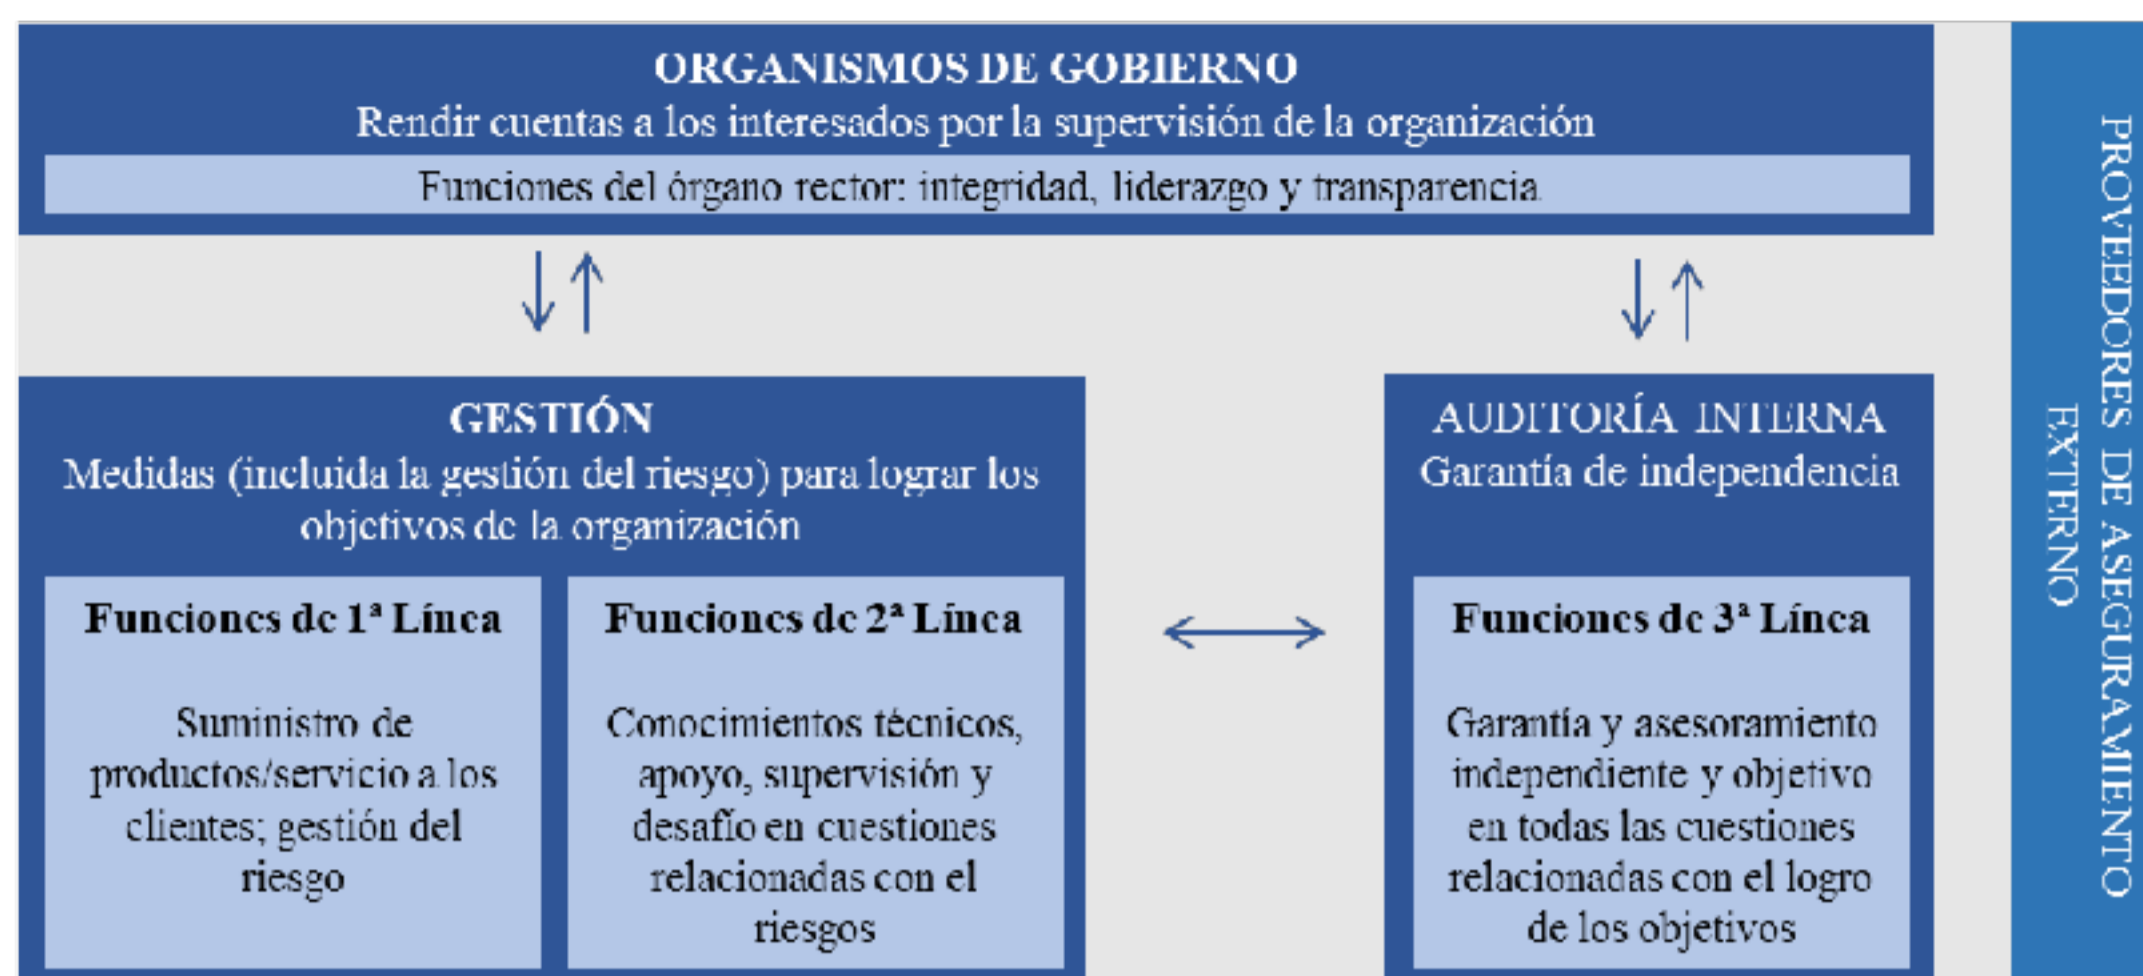 ORGANISMOS DE GOBIERNO
Rendir cuentas a los interesados por la supervisión de la organización
Funciones del órgano rector: integridad, liderazgo y transparencia
GESTIÓN
Medidas (incluida la gestión del riesgo) para lograr los
objetivos de la organización
Funciones de 1ª Línea
Suministro de
productos/servicio a los
clientes; gestión del
riesgo
Funciones de 2ª Línea
Conocimientos técnicos,
apoyo, supervisión y
desafío en cuestiones
relacionadas con el
riesgos
AUDITORÍA INTERNA
Garantía de independencia
Funciones de 3ª Línea
Garantía y asesoramiento
independiente y objetivo
en todas las cuestiones
relacionadas con el logro
de los objetivos
PROVEEDORES DE ASEGURAMIENTO
EXTERNO